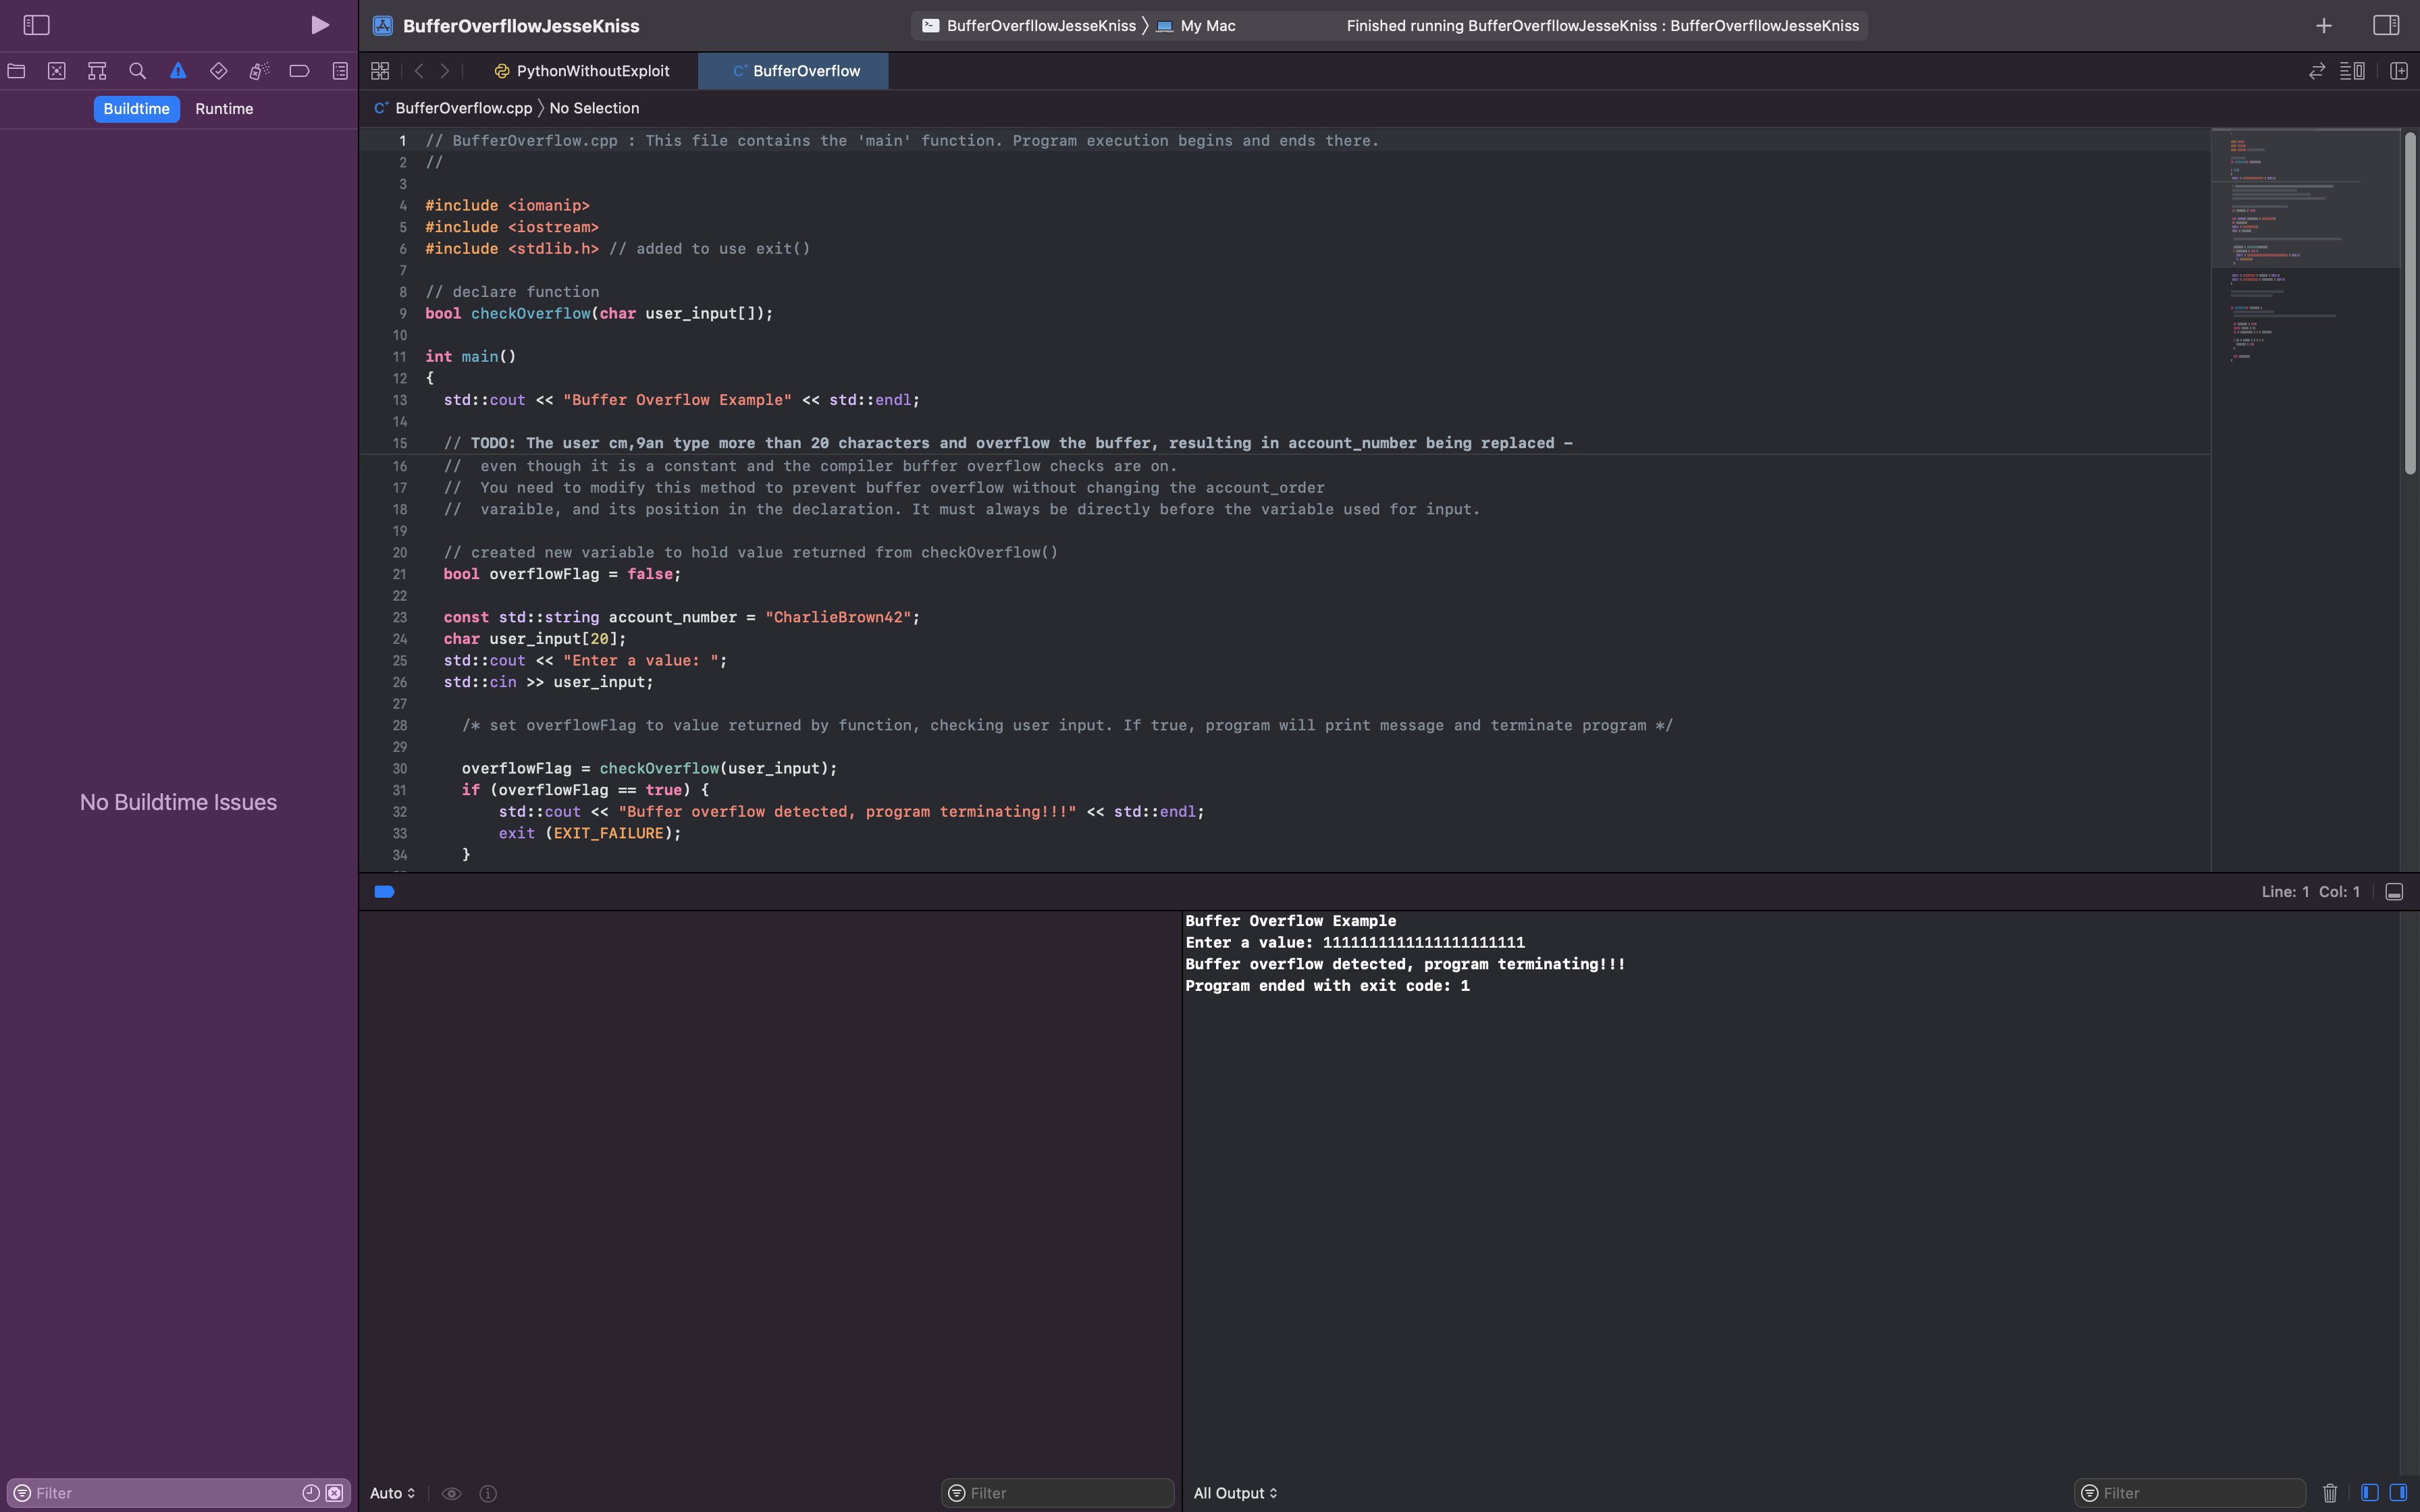 BufferOverfllowJesseKniss
BufferOverfllowJesseKniss 〉 My Mac
Finished running BufferOverfllowJesseKniss : BufferOverfllowJesseKniss
PythonWithoutExploit
BufferOverflow
Buildtime
Runtime
BufferOverflow.cpp 〉 No Selection
1 // BufferOverflow.cpp : This file contains the 'main' function. Program execution begins and ends there.
2 //
3
4 #include <iomanip>
5 #include <iostream>
6 #include <stdlib.h> // added to use exit()
7
8 // declare function
9 bool checkOverflow(char user_input[]);
10
11 int main()
12 {
13 std::cout << "Buffer Overflow Example" << std::endl;
14
15 // TODO: The user cm,9an type more than 20 characters and overflow the buffer, resulting in account_number being replaced -
16 // even though it is a constant and the compiler buffer overflow checks are on.
17 // You need to modify this method to prevent buffer overflow without changing the account_order
18 // varaible, and its position in the declaration. It must always be directly before the variable used for input.
19
20 // created new variable to hold value returned from checkOverflow()
21 bool overflowFlag = false;
22
23 const std::string account_number = "CharlieBrown42";
24 char user_input[20];
25 std::cout << "Enter a value: ";
26 std::cin >> user_input;
27
28 /* set overflowFlag to value returned by function, checking user input. If true, program will print message and terminate program */
29
30 overflowFlag = checkOverflow(user_input);
31 if (overflowFlag == true) {
32 std::cout << "Buffer overflow detected, program terminating!!!" << std::endl;
33 exit (EXIT_FAILURE);
34 }
No Buildtime Issues
Line: 1 Col: 1
Buffer Overflow Example
Enter a value: 1111111111111111111111
Buffer overflow detected, program terminating!!!
Program ended with exit code: 1
Filter
Auto
Filter
All Output
Filter